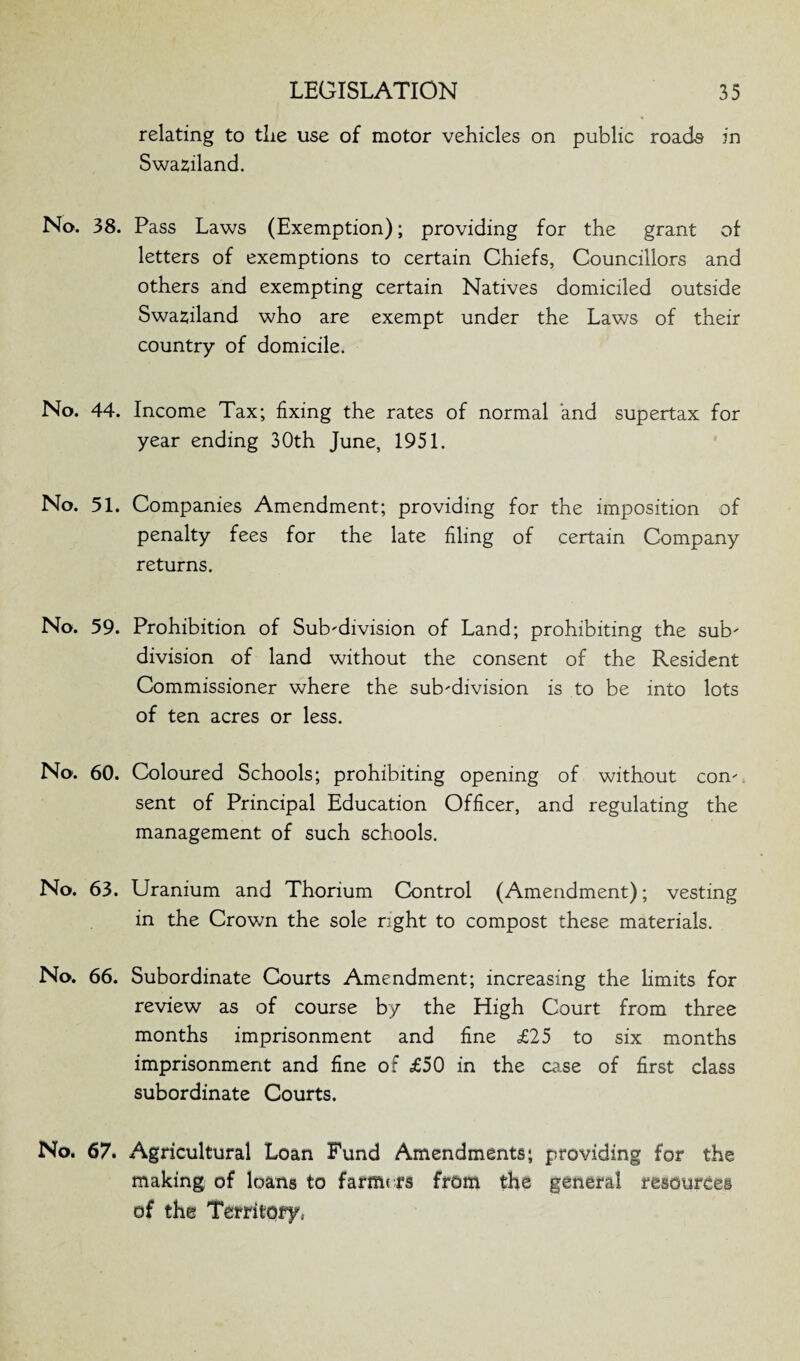 LEGISLATION 35
relating to the use of motor vehicles on public roads in
Swaziland.
No. 38. Pass Laws (Exemption); providing for the grant of
letters of exemptions to certain Chiefs, Councillors and
others and exempting certain Natives domiciled outside
Swaziland who are exempt under the Laws of their
country of domicile.
No. 44. Income Tax; fixing the rates of normal and supertax for
year ending 30th June, 1951.
No. 51. Companies Amendment; providing for the imposition of
penalty fees for the late filing of certain Company
returns.
No. 59. Prohibition of Sub-division of Land; prohibiting the sub-
division of land without the consent of the Resident
Commissioner where the sub-division is to be into lots
of ten acres or less.
No. 60. Coloured Schools; prohibiting opening of without con-
sent of Principal Education Officer, and regulating the
management of such schools.
No. 63. Uranium and Thorium Control (Amendment); vesting
in the Crown the sole right to compost these materials.
No. 66. Subordinate Courts Amendment; increasing the limits for
review as of course by the High Court from three
months imprisonment and fine £25 to six months
imprisonment and fine of £50 in the case of first class
subordinate Courts.
No. 67. Agricultural Loan Fund Amendments; providing for the
making of loans to farmers from the general resources
of the Territory.